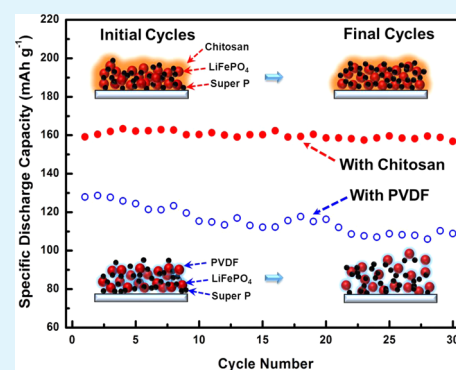 Specific Discharge Capacity (mAh g⁻¹)
200
180
160
140
120
100
80
60
Initial Cycles
Final Cycles
Chitosan
LiFePO₄
Super P
With Chitosan
With PVDF
PVDF
LiFePO₄
Super P
0
5
10
15
20
25
30
Cycle Number